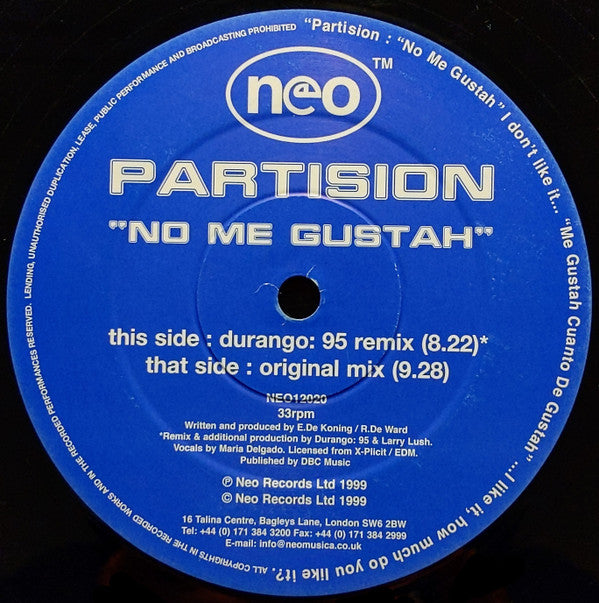 neo
™
PARTISION
"NO ME GUSTAH"
this side : durango: 95 remix (8.22)*
that side : original mix (9.28)
NEO12020
33rpm
Written and produced by E.De Koning / R.De Ward
*Remix & additional production by Durango: 95 & Larry Lush.
Vocals by Maria Delgado. Licensed from X-Plicit / EDM.
Published by DBC Music
℗ Neo Records Ltd 1999
© Neo Records Ltd 1999
16 Talina Centre, Bagleys Lane, London SW6 2BW
Tel: +44 (0) 171 384 3200 Fax: +44 (0) 171 384 2999
E-mail: info@neomusica.co.uk
"Partision : "No Me Gustah" I don't like it... "Me Gustah Cuanto De Gustah" ...I like it, how much do you like it?.
ALL COPYRIGHTS IN THE RECORDED WORKS AND IN THE RECORDED PERFORMANCES RESERVED. LENDING, UNAUTHORISED DUPLICATION, LEASE, PUBLIC PERFORMANCE AND BROADCASTING PROHIBITED